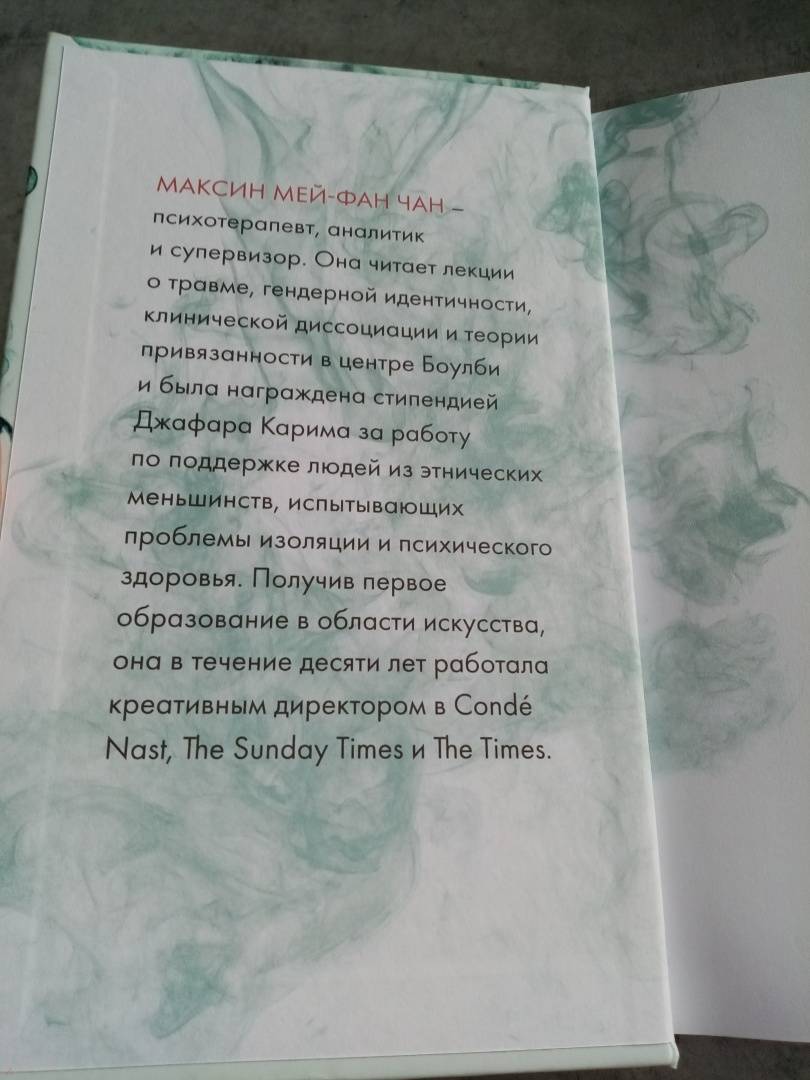 МАКСИН МЕЙ-ФАН ЧАН –
психотерапевт, аналитик
и супервизор. Она читает лекции
о травме, гендерной идентичности,
клинической диссоциации и теории
привязанности в центре Боулби
и была награждена стипендией
Джафара Карима за работу
по поддержке людей из этнических
меньшинств, испытывающих
проблемы изоляции и психического
здоровья. Получив первое
образование в области искусства,
она в течение десяти лет работала
креативным директором в Condé
Nast, The Sunday Times и The Times.